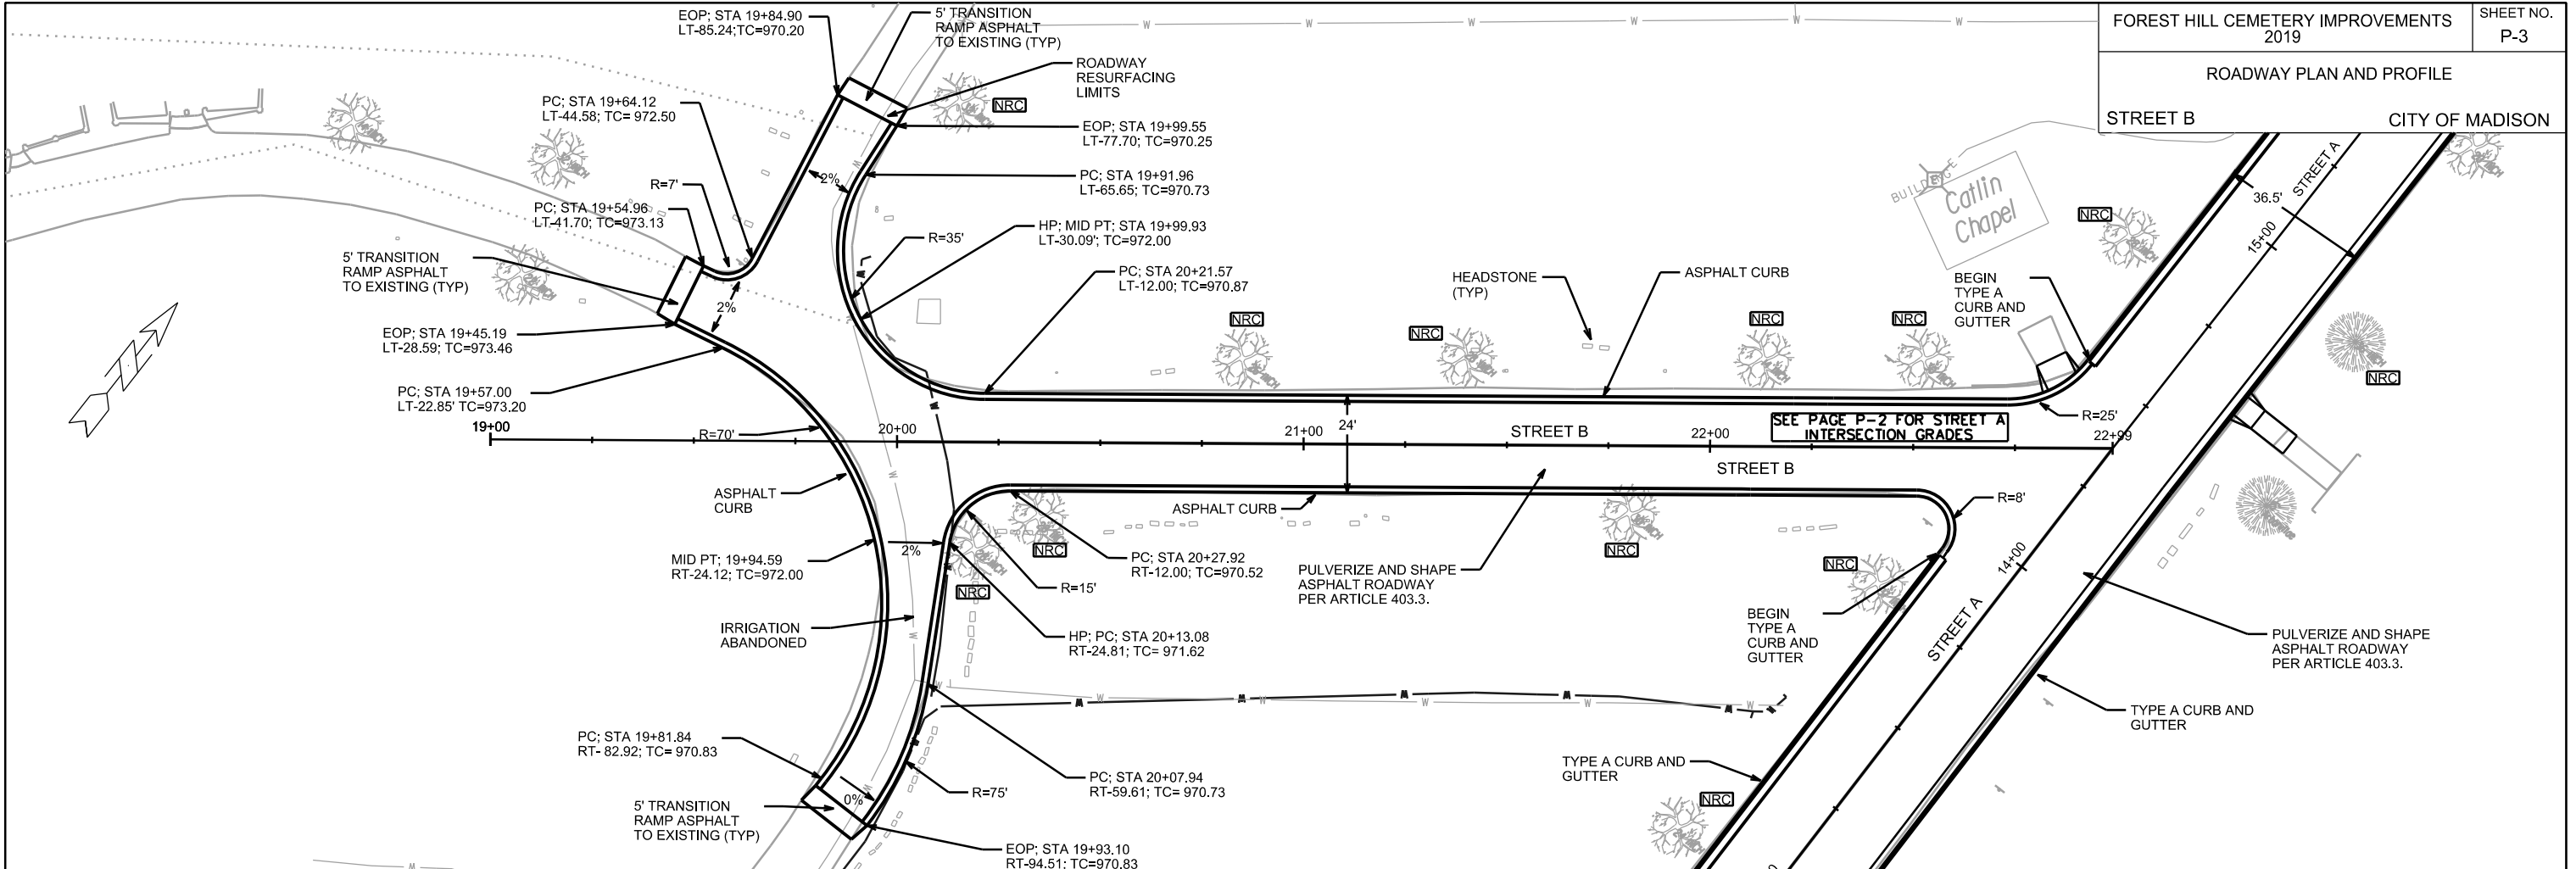 FOREST HILL CEMETERY IMPROVEMENTS
2019
SHEET NO.
P-3
ROADWAY PLAN AND PROFILE
STREET B
CITY OF MADISON
EOP; STA 19+84.90
LT-85.24;TC=970.20
5' TRANSITION
RAMP ASPHALT
TO EXISTING (TYP)
ROADWAY
RESURFACING
LIMITS
NRC
PC; STA 19+64.12
LT-44.58; TC= 972.50
EOP; STA 19+99.55
LT-77.70; TC=970.25
2%
PC; STA 19+91.96
LT-65.65; TC=970.73
R=7'
PC; STA 19+54.96
LT-41.70; TC=973.13
HP; MID PT; STA 19+99.93
LT-30.09'; TC=972.00
R=35'
5' TRANSITION
RAMP ASPHALT
TO EXISTING (TYP)
PC; STA 20+21.57
LT-12.00; TC=970.87
HEADSTONE
(TYP)
ASPHALT CURB
BUILDING
Catlin
Chapel
NRC
BEGIN
TYPE A
CURB AND
GUTTER
36.5'
STREET A
15+00
2%
EOP; STA 19+45.19
LT-28.59; TC=973.46
NRC
NRC
NRC
NRC
NRC
PC; STA 19+57.00
LT-22.85' TC=973.20
R=25'
SEE PAGE P-2 FOR STREET A
INTERSECTION GRADES
19+00
R=70'
20+00
21+00
24'
STREET B
22+00
22+99
STREET B
ASPHALT
CURB
ASPHALT CURB
R=8'
2%
NRC
NRC
NRC
NRC
MID PT; 19+94.59
RT-24.12; TC=972.00
PC; STA 20+27.92
RT-12.00; TC=970.52
R=15'
PULVERIZE AND SHAPE
ASPHALT ROADWAY
PER ARTICLE 403.3.
14+00
STREET A
IRRIGATION
ABANDONED
HP; PC; STA 20+13.08
RT-24.81; TC= 971.62
BEGIN
TYPE A
CURB AND
GUTTER
PULVERIZE AND SHAPE
ASPHALT ROADWAY
PER ARTICLE 403.3.
TYPE A CURB AND
GUTTER
PC; STA 19+81.84
RT- 82.92; TC= 970.83
PC; STA 20+07.94
RT-59.61; TC= 970.73
R=75'
TYPE A CURB AND
GUTTER
NRC
0%
5' TRANSITION
RAMP ASPHALT
TO EXISTING (TYP)
EOP; STA 19+93.10
RT-94.51; TC=970.83